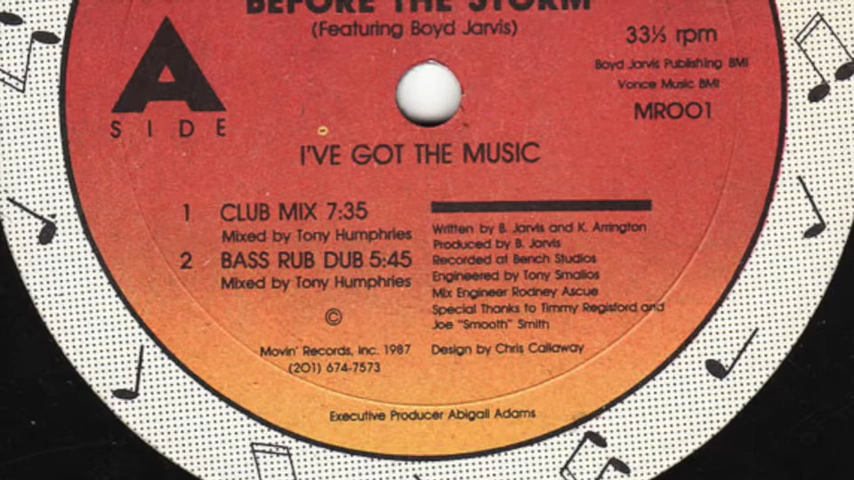 BEFORE THE STORM
(Featuring Boyd Jarvis)
A
SIDE
33⅓ rpm
Boyd Jarvis Publishing BMI
Vonce Music BMI
MR001
I'VE GOT THE MUSIC
1 CLUB MIX 7:35
Mixed by Tony Humphries
2 BASS RUB DUB 5:45
Mixed by Tony Humphries
Written by B. Jarvis and K. Arrington
Produced by B. Jarvis
Recorded at Bench Studios
Engineered by Tony Smalios
Mix Engineer Rodney Ascue
Special Thanks to Timmy Regisford and
Joe "Smooth" Smith
©
Movin' Records, Inc. 1987
(201) 674-7573
Design by Chris Callaway
Executive Producer Abigail Adams